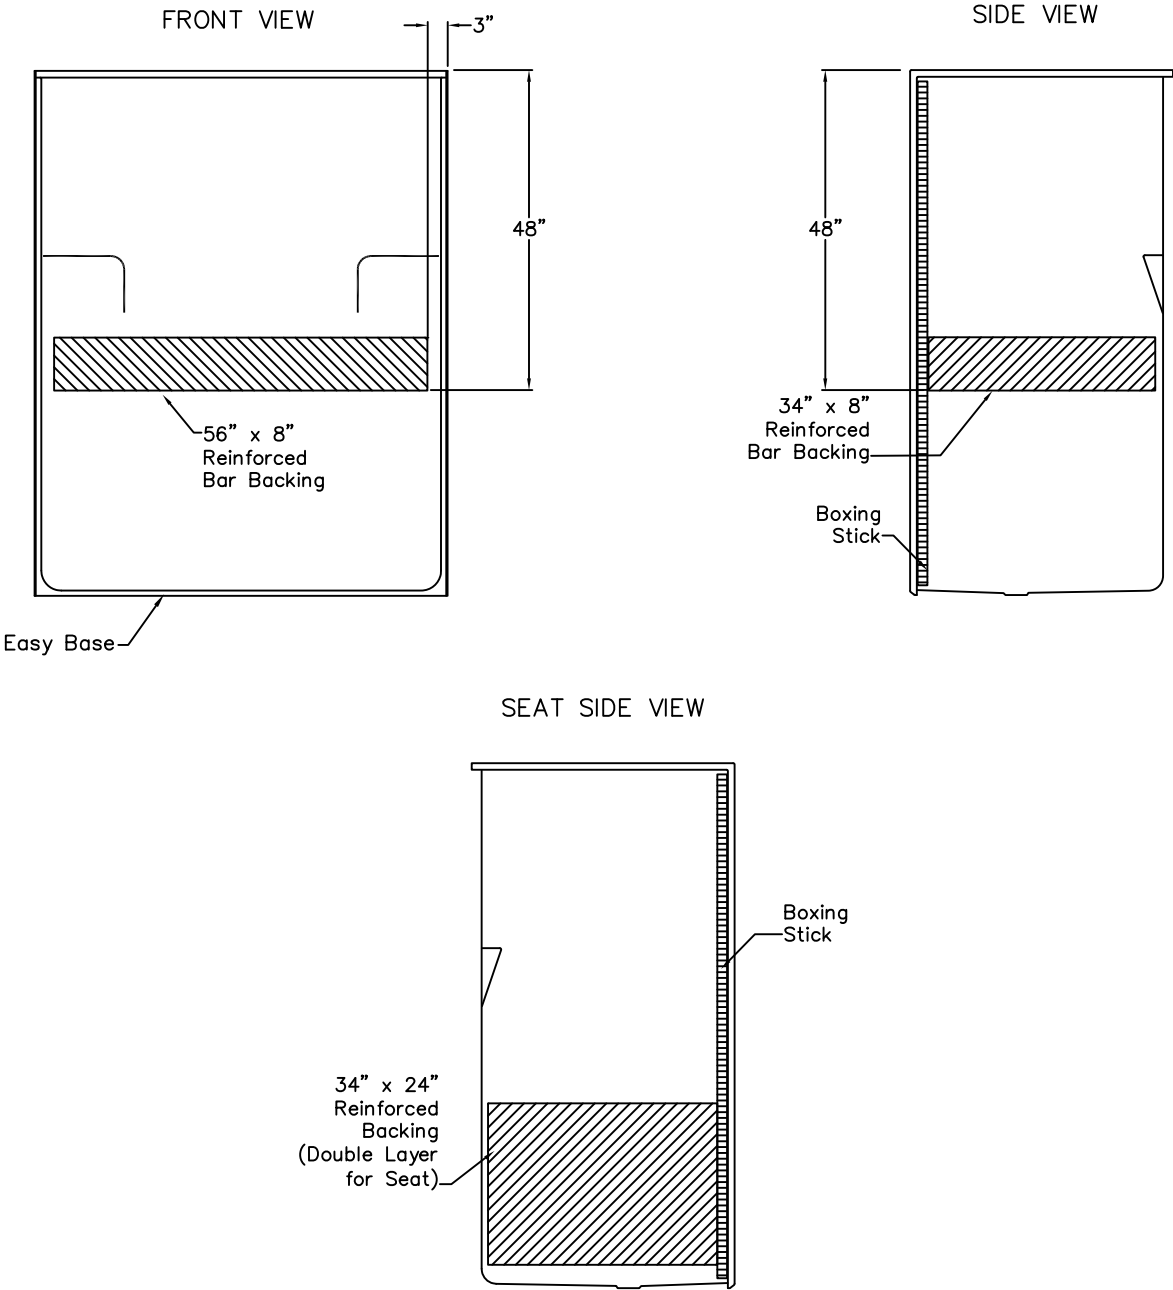 FRONT VIEW
3”
48”
56” x 8”
Reinforced
Bar Backing
Easy Base
SIDE VIEW
48”
34” x 8”
Reinforced
Bar Backing
Boxing
Stick
SEAT SIDE VIEW
Boxing
Stick
34” x 24”
Reinforced
Backing
(Double Layer
for Seat)